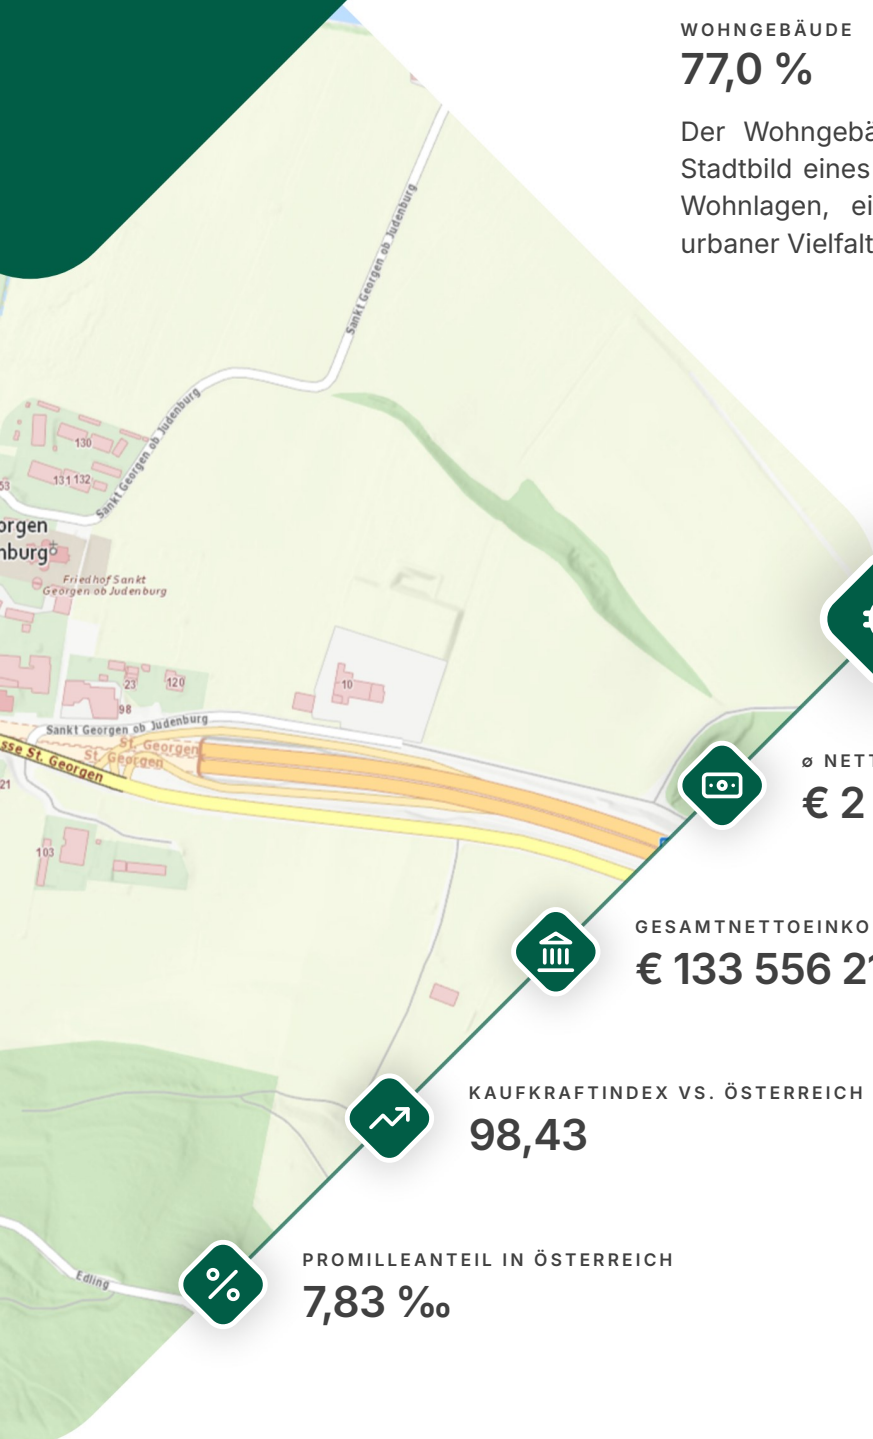 WOHNGEBÄUDE
77,0 %
Der Wohngebä
Stadtbild eines
Wohnlagen, ei
urbaner Vielfalt
Sankt Georgen ob Judenburg
Sankt Georgen ob Judenburg
130
131 132
53
orgen
nburg
Friedhof Sankt
Georgen ob Judenburg
23
120
98
10
Sankt Georgen ob Judenburg
St. Georgen
St. Georgen
sse St. Georgen
21
103
ø NETT
€ 2
GESAMTNETTOEINKO
€ 133 556 21
KAUFKRAFTINDEX VS. ÖSTERREICH
98,43
PROMILLEANTEIL IN ÖSTERREICH
7,83 ‰
Edling